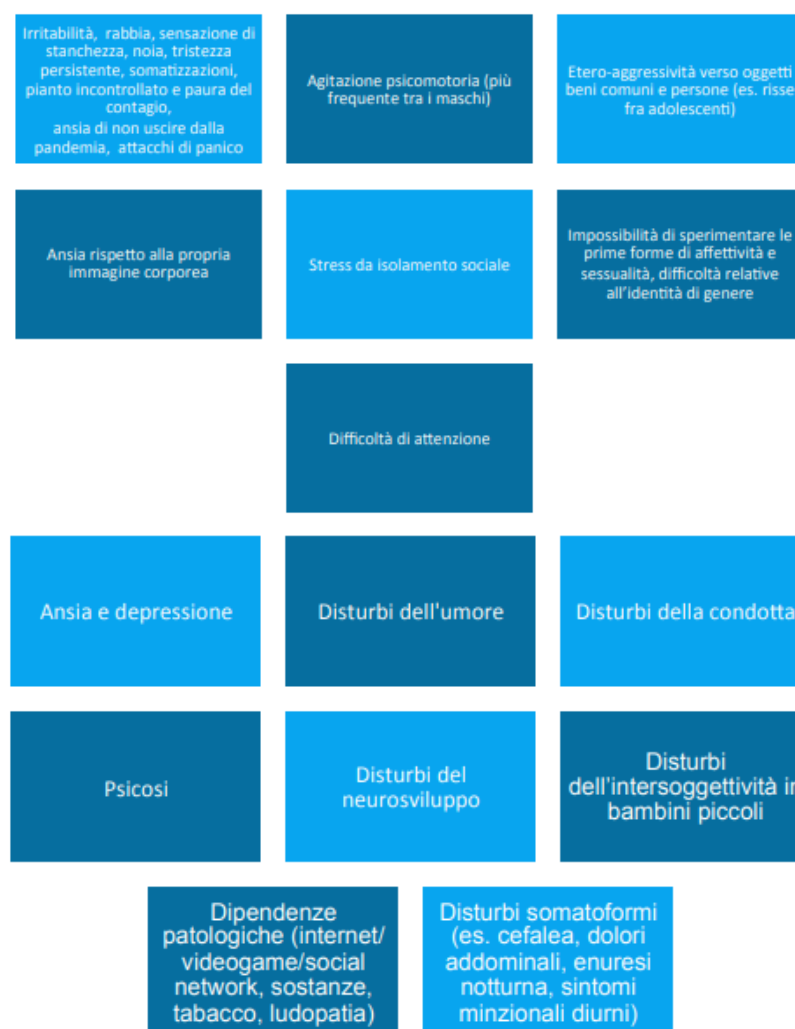 Irritabilità, rabbia, sensazione di
stanchezza, noia, tristezza
persistente, somatizzazioni,
pianto incontrollato e paura del
contagio,
ansia di non uscire dalla
pandemia, attacchi di panico
Agitazione psicomotoria (più
frequente tra i maschi)
Etero-aggressività verso oggetti
beni comuni e persone (es. risse
fra adolescenti)
Ansia rispetto alla propria
immagine corporea
Stress da isolamento sociale
Impossibilità di sperimentare le
prime forme di affettività e
sessualità, difficoltà relative
all'identità di genere
Difficoltà di attenzione
Ansia e depressione
Disturbi dell'umore
Disturbi della condotta
Psicosi
Disturbi del
neurosviluppo
Disturbi
dell'intersoggettività in
bambini piccoli
Dipendenze
patologiche (internet/
videogame/social
network, sostanze,
tabacco, ludopatia)
Disturbi somatoformi
(es. cefalea, dolori
addominali, enuresi
notturna, sintomi
minzionali diurni)